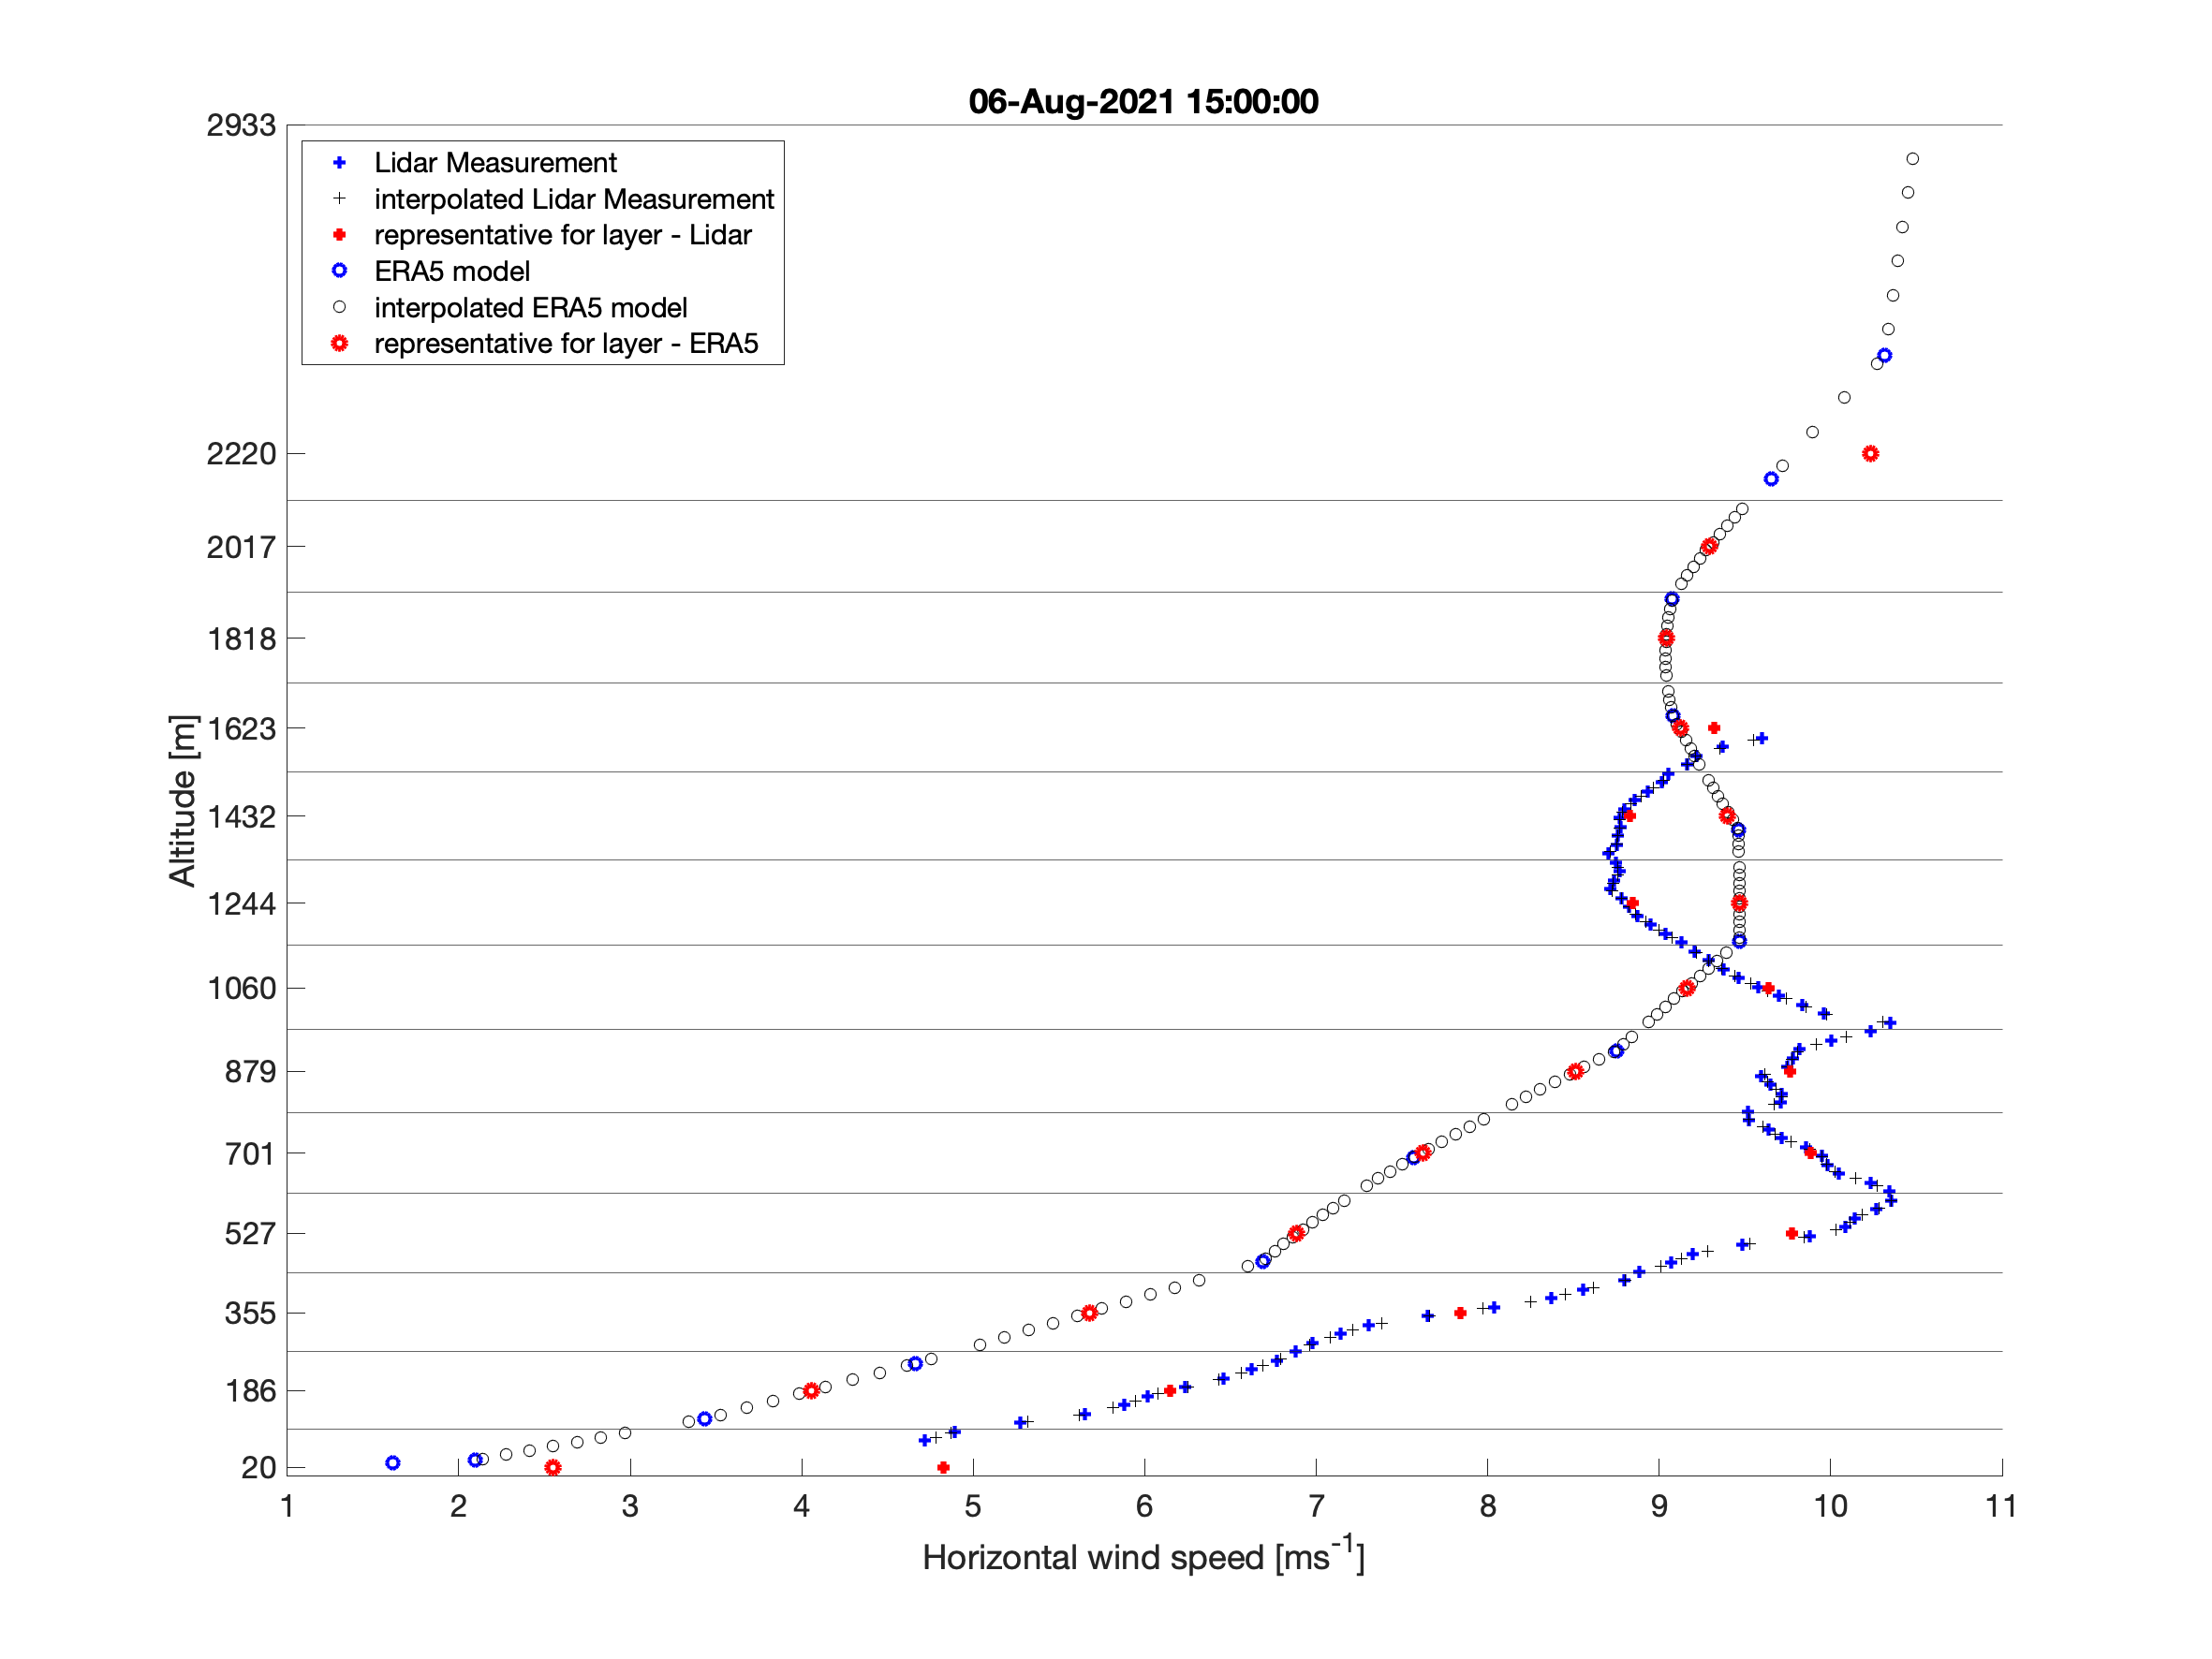 06-Aug-2021 15:00:00
2933
Lidar Measurement
interpolated Lidar Measurement
representative for layer - Lidar
ERA5 model
interpolated ERA5 model
representative for layer - ERA5
2220
2017
1818
1623
1432
1244
1060
879
701
527
355
186
20
Altitude [m]
1 2 3 4 5 6 7 8 9 10 11
Horizontal wind speed [ms-1]